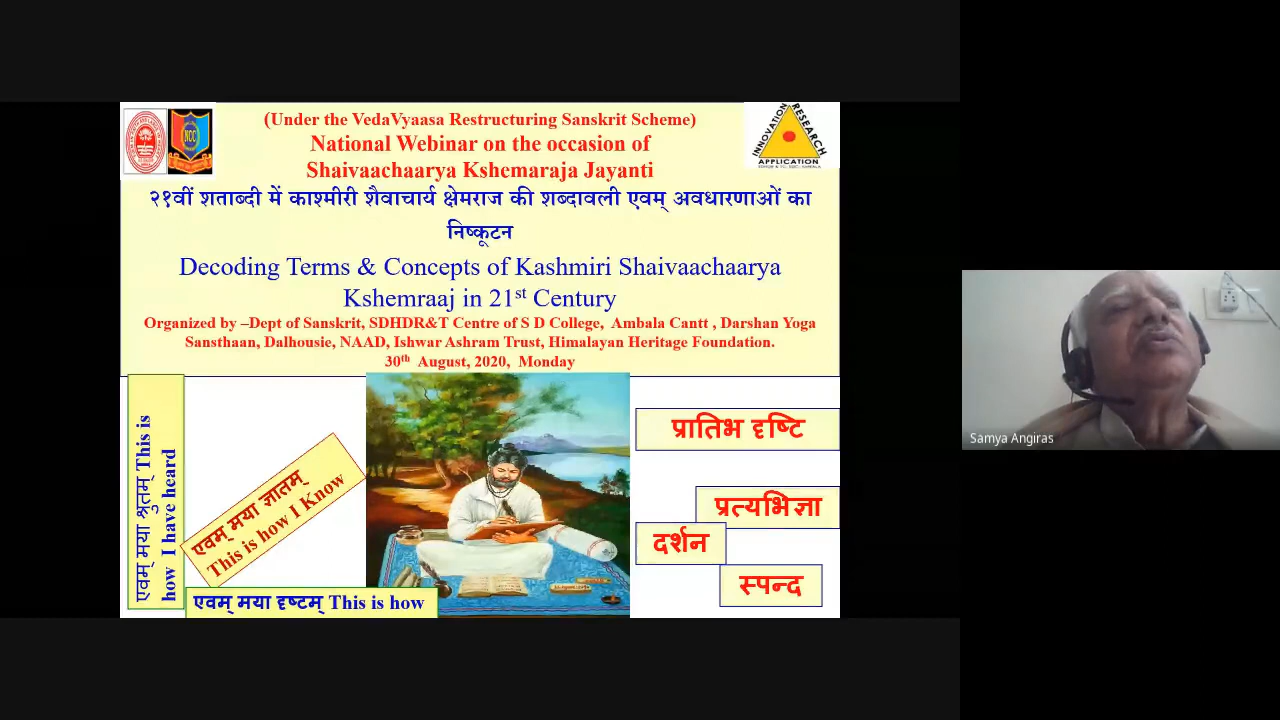 (Under the VedaVyaasa Restructuring Sanskrit Scheme)
National Webinar on the occasion of
Shaivaachaarya Kshemaraja Jayanti
२१वीं शताब्दी में काश्मीरी शैवाचार्य क्षेमराज की शब्दावली एवम् अवधारणाओं का
निष्कूटन
Decoding Terms & Concepts of Kashmiri Shaivaachaarya
Kshemraaj in 21st Century
Organized by –Dept of Sanskrit, SDHDR&T Centre of S D College, Ambala Cantt , Darshan Yoga
Sansthaan, Dalhousie, NAAD, Ishwar Ashram Trust, Himalayan Heritage Foundation.
30th August, 2020, Monday
NCC
INNOVATION RESEARCH
APPLICATION
एवम् मया श्रुतम् This is
how I have heard
एवम् मया ज्ञातम्
This is how I Know
एवम् मया दृष्टम् This is how
प्रातिभ दृष्टि
प्रत्यभिज्ञा
दर्शन
स्पन्द
Samya Angiras